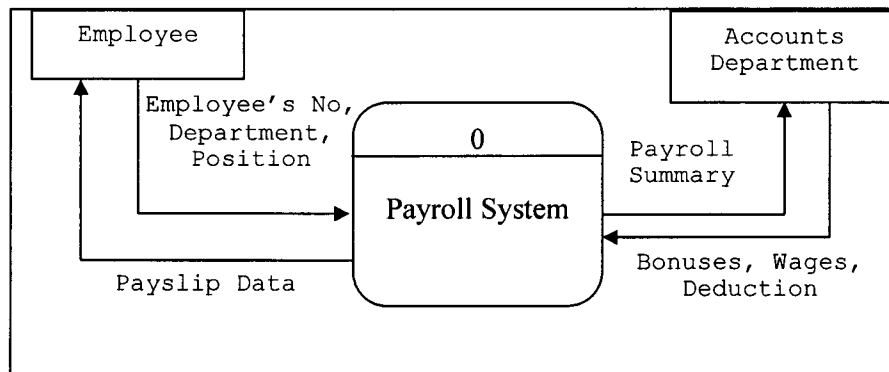 Employee
Accounts
Department
Employee's No,
Department,
Position
0
Payroll System
Payroll
Summary
Payslip Data
Bonuses, Wages,
Deduction